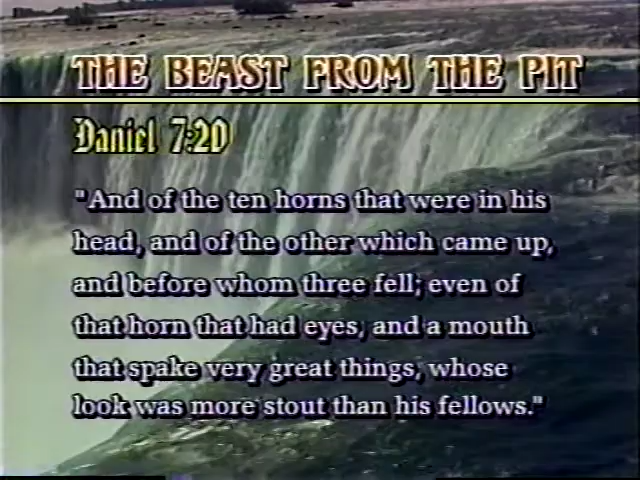 THE BEAST FROM THE PIT
Daniel 7:20
"And of the ten horns that were in his
head, and of the other which came up,
and before whom three fell; even of
that horn that had eyes, and a mouth
that spake very great things, whose
look was more stout than his fellows."